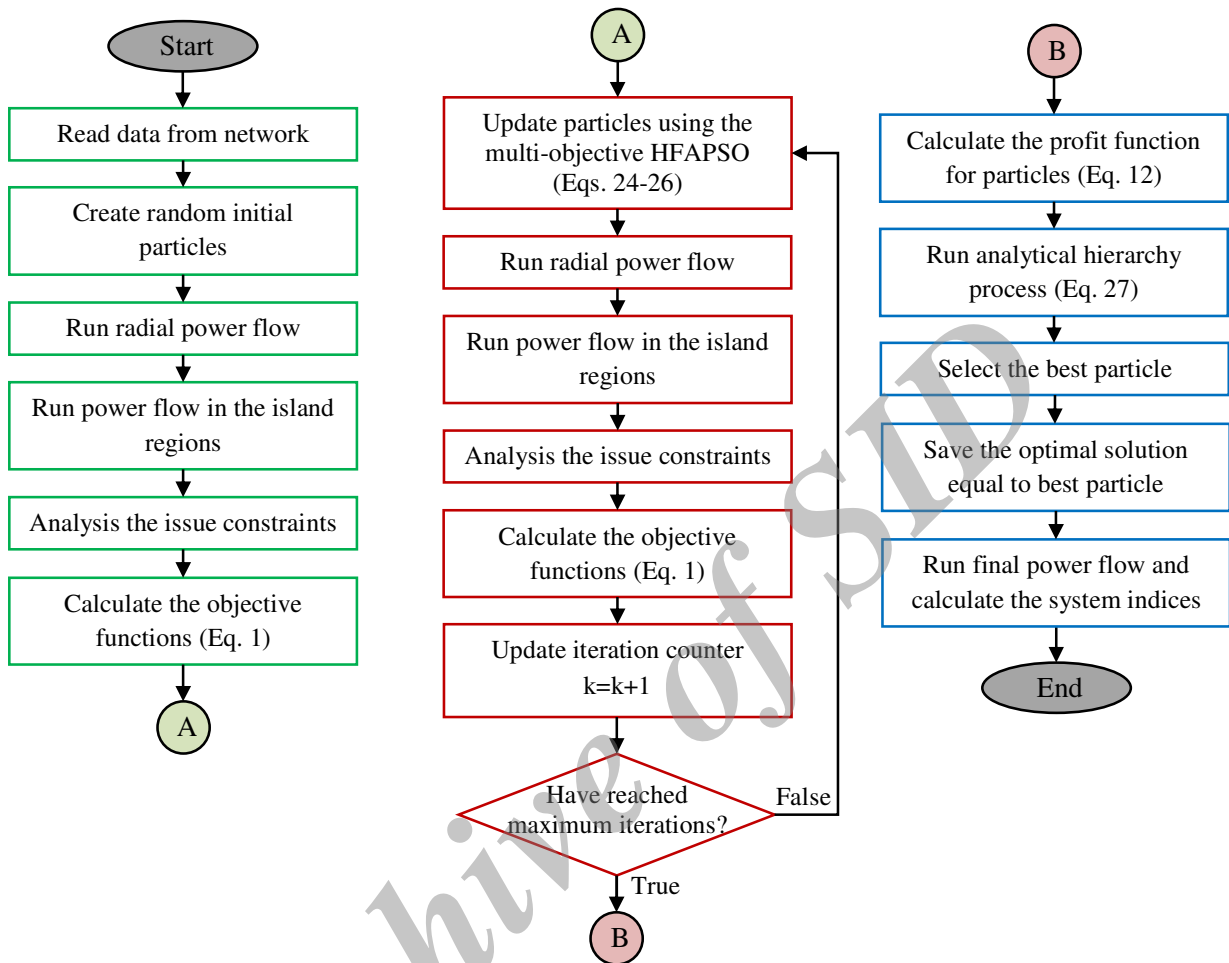 Start
Read data from network
Create random initial
particles
Run radial power flow
Run power flow in the island
regions
Analysis the issue constraints
Calculate the objective
functions (Eq. 1)
A
A
Update particles using the
multi-objective HFAPSO
(Eqs. 24-26)
Run radial power flow
Run power flow in the island
regions
Analysis the issue constraints
Calculate the objective
functions (Eq. 1)
Update iteration counter
k=k+1
Have reached
maximum iterations?
False
True
B
B
Calculate the profit function
for particles (Eq. 12)
Run analytical hierarchy
process (Eq. 27)
Select the best particle
Save the optimal solution
equal to best particle
Run final power flow and
calculate the system indices
End
hive of SID